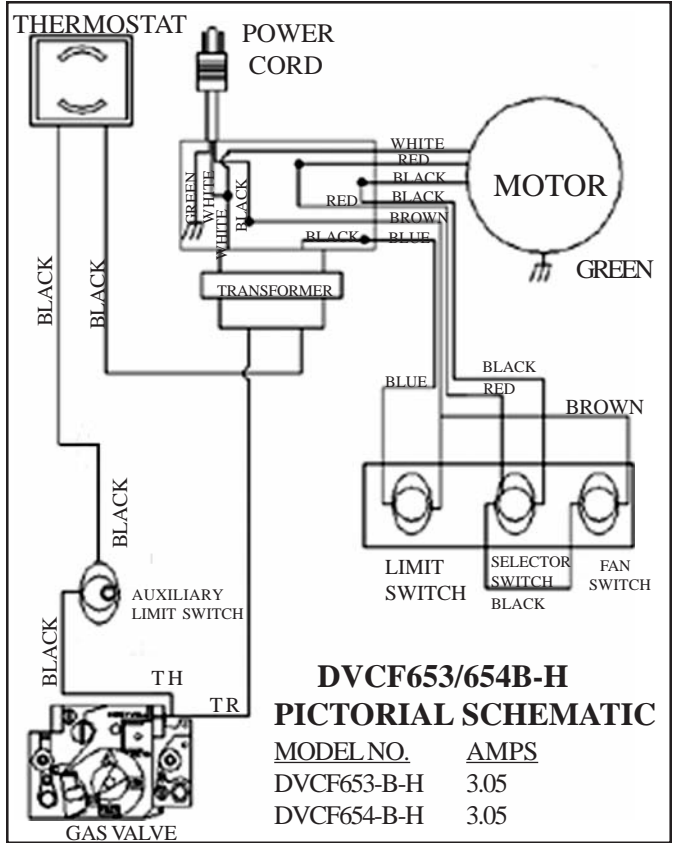 THERMOSTAT
POWER
CORD
WHITE
RED
BLACK
MOTOR
GREEN
WHITE
BLACK
RED
BLACK
BROWN
WHITE
BLACK
BLUE
GREEN
BLACK
BLACK
TRANSFORMER
BLACK
BLUE
RED
BROWN
BLACK
LIMIT
SWITCH
SELECTOR
SWITCH
BLACK
FAN
SWITCH
AUXILIARY
LIMIT SWITCH
BLACK
TH
TR
GAS VALVE
DVCF653/654B-H
PICTORIAL SCHEMATIC
MODEL NO. AMPS
DVCF653-B-H 3.05
DVCF654-B-H 3.05